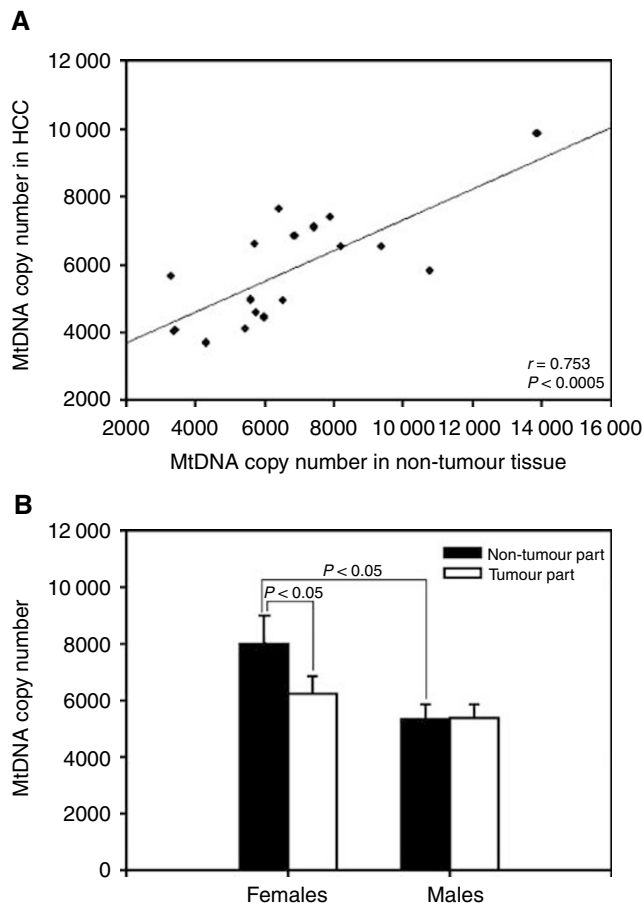 A
12 000
10 000
8000
6000
4000
2000
MtDNA copy number in HCC
r = 0.753
P < 0.0005
2000 4000 6000 8000 10 000 12 000 14 000 16 000
MtDNA copy number in non-tumour tissue
B
12 000
10 000
8000
6000
4000
2000
0
MtDNA copy number
Non-tumour part
Tumour part
P < 0.05
P < 0.05
Females Males